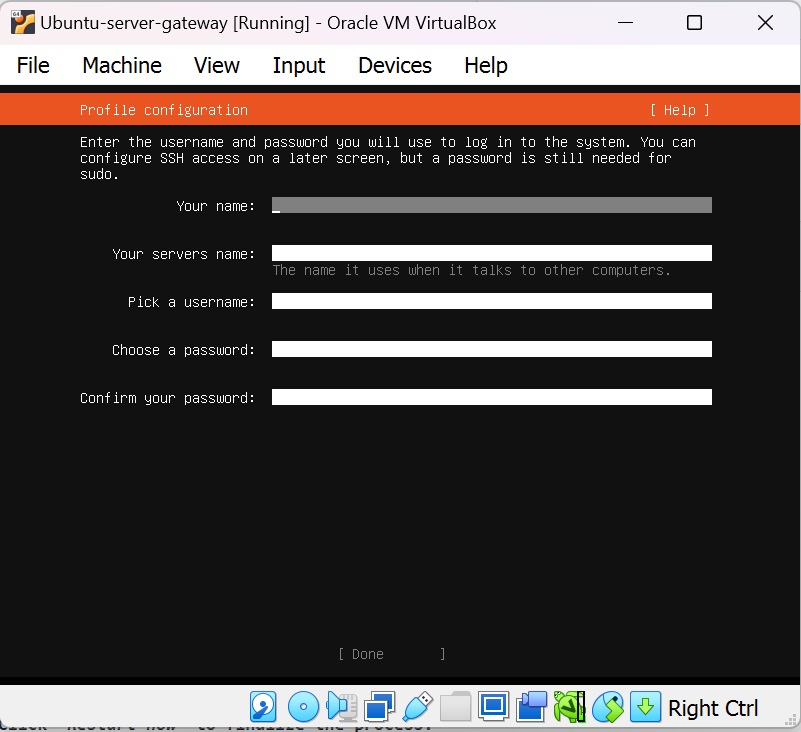 Ubuntu-server-gateway [Running] - Oracle VM VirtualBox
File Machine View Input Devices Help
Profile configuration [ Help ]
Enter the username and password you will use to log in to the system. You can
configure SSH access on a later screen, but a password is still needed for
sudo.
Your name:
Your servers name:
The name it uses when it talks to other computers.
Pick a username:
Choose a password:
Confirm your password:
[ Done ]
Right Ctrl